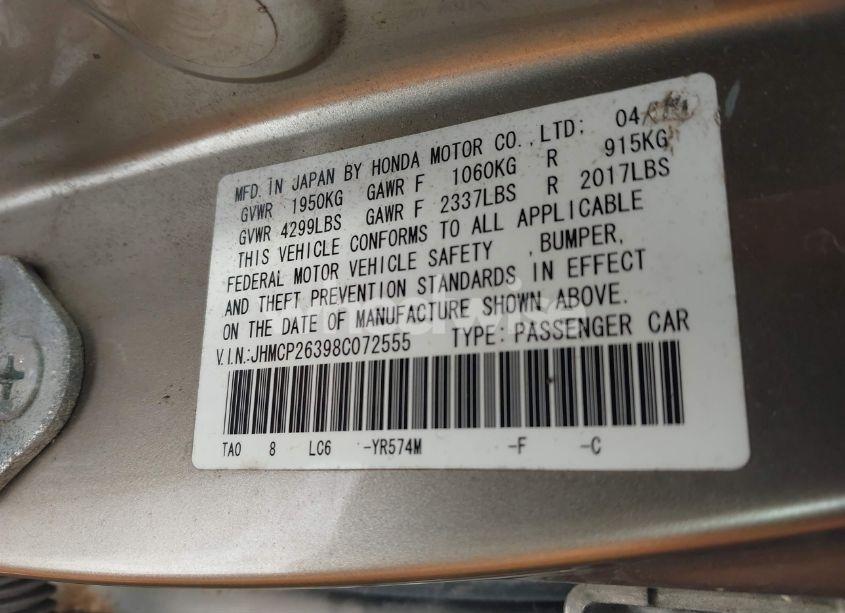 MFD. IN JAPAN BY HONDA MOTOR CO., LTD; 04
GVWR 1950KG GAWR F 1060KG R 915KG
GVWR 4299LBS GAWR F 2337LBS R 2017LBS
THIS VEHICLE CONFORMS TO ALL APPLICABLE
FEDERAL MOTOR VEHICLE SAFETY ,BUMPER,
AND THEFT PREVENTION STANDARDS IN EFFECT
ON THE DATE OF MANUFACTURE SHOWN ABOVE.
V.I.N.:JHMCP26398C072555 TYPE:PASSENGER CAR
TA0 8 LC6 -YR574M -F -C